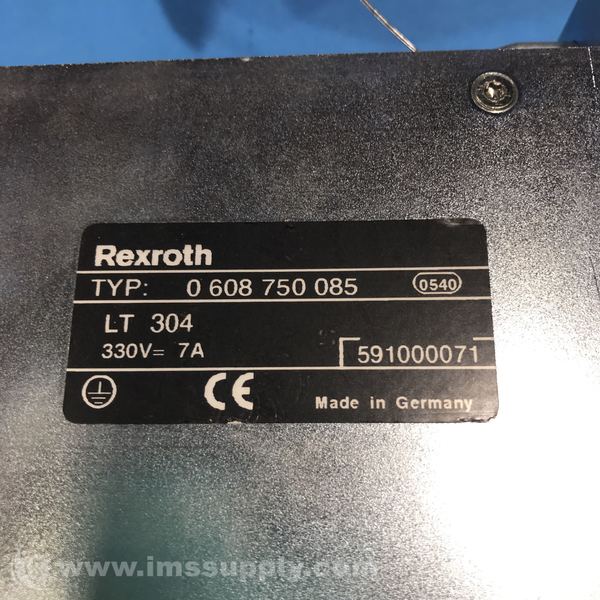 Rexroth
TYP: 0 608 750 085 0540
LT 304
330V= 7A 591000071
CE Made in Germany
www.imssupply.com